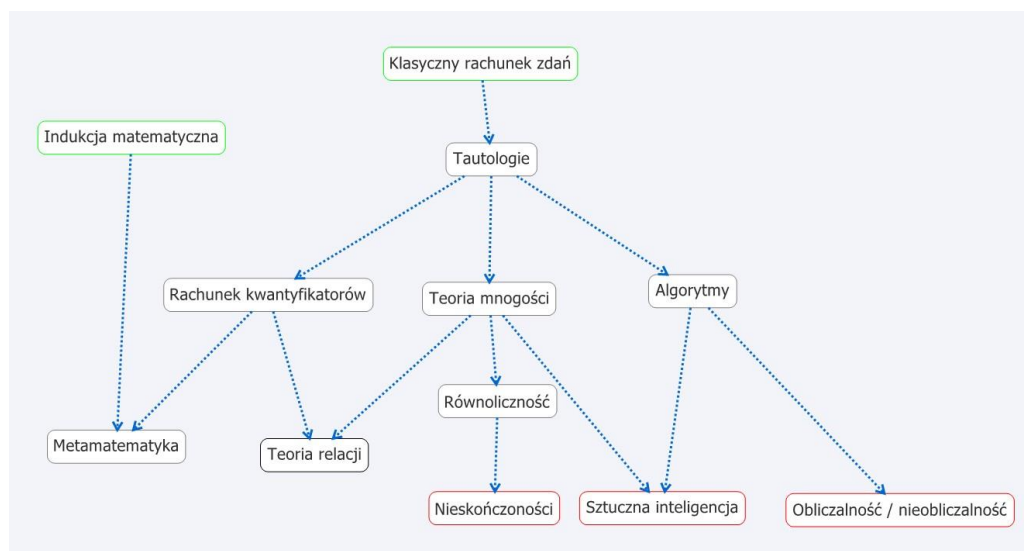 Klasyczny rachunek zdań
Indukcja matematyczna
Tautologie
Rachunek kwantyfikatorów
Teoria mnogości
Algorytmy
Równoliczność
Metamatematyka
Teoria relacji
Nieskończoności
Sztuczna inteligencja
Obliczalność / nieobliczalność